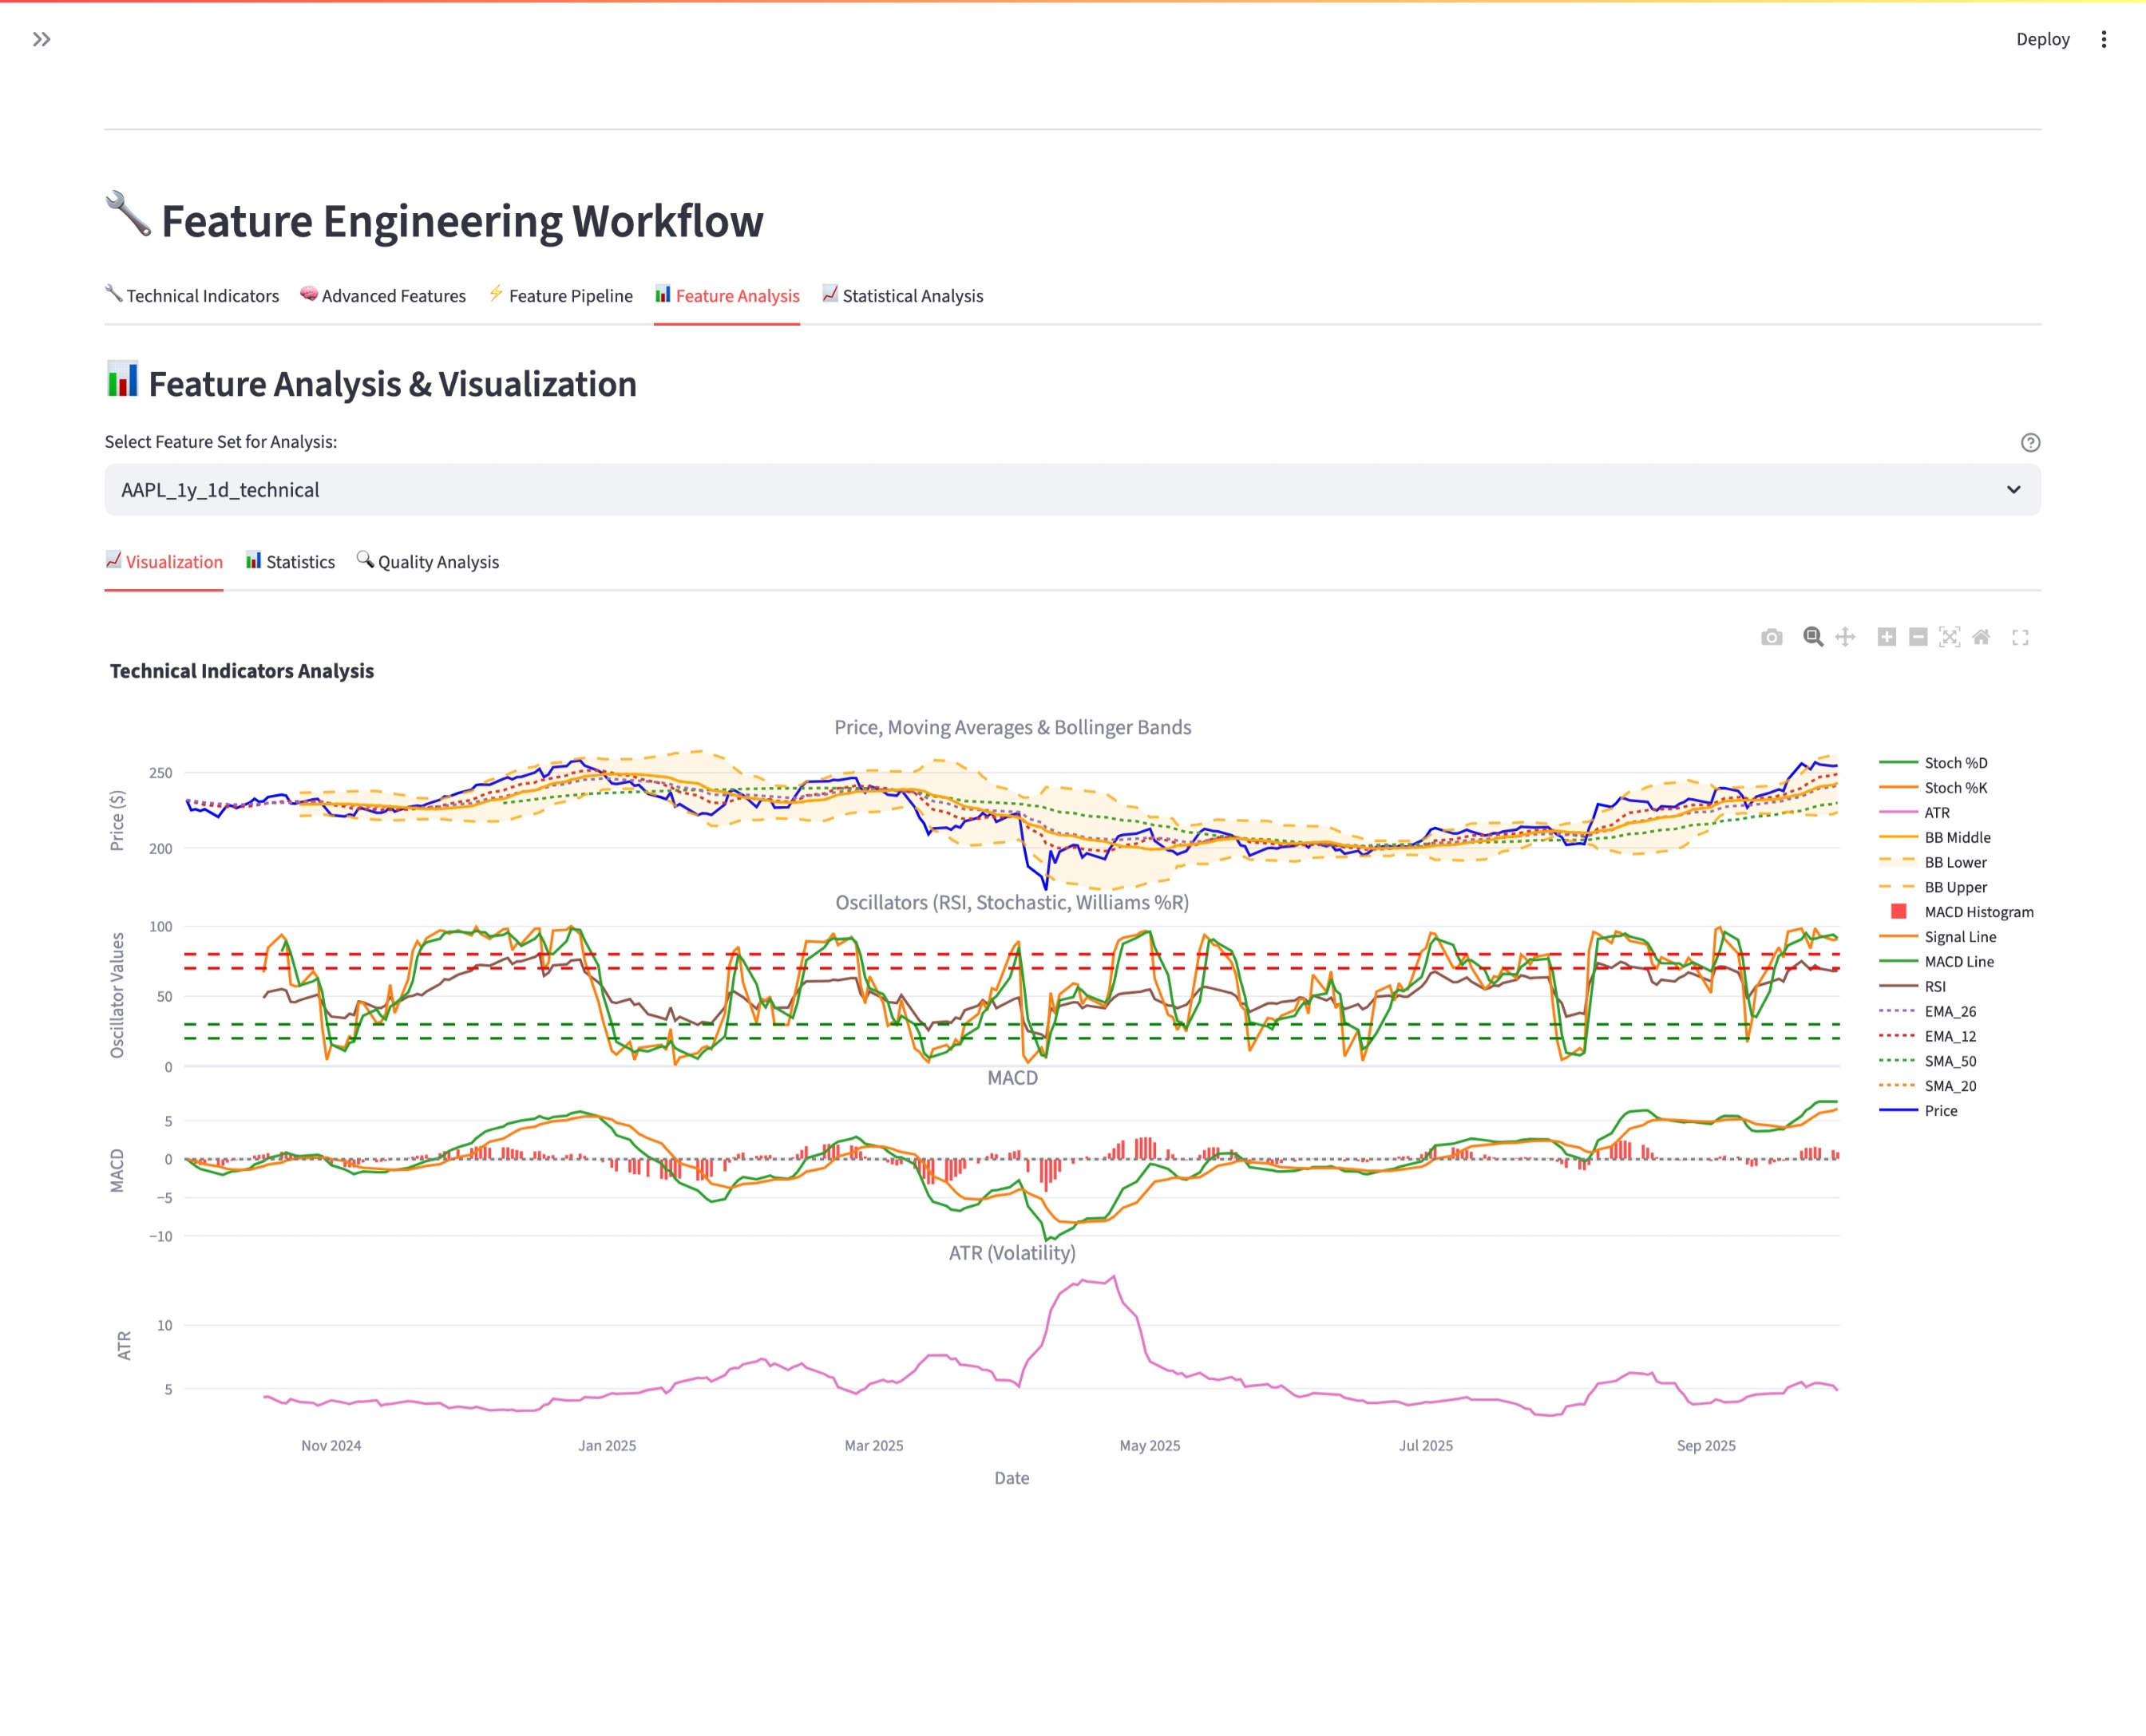 Deploy
Feature Engineering Workflow
Technical Indicators
Advanced Features
Feature Pipeline
Feature Analysis
Statistical Analysis
Feature Analysis & Visualization
Select Feature Set for Analysis:
AAPL_1y_1d_technical
Visualization
Statistics
Quality Analysis
Technical Indicators Analysis
Price, Moving Averages & Bollinger Bands
Price ($)
250
200
Oscillators (RSI, Stochastic, Williams %R)
Oscillator Values
100
50
0
MACD
MACD
5
0
−5
−10
ATR (Volatility)
ATR
10
5
Nov 2024
Jan 2025
Mar 2025
May 2025
Jul 2025
Sep 2025
Date
Stoch %D
Stoch %K
ATR
BB Middle
BB Lower
BB Upper
MACD Histogram
Signal Line
MACD Line
RSI
EMA_26
EMA_12
SMA_50
SMA_20
Price